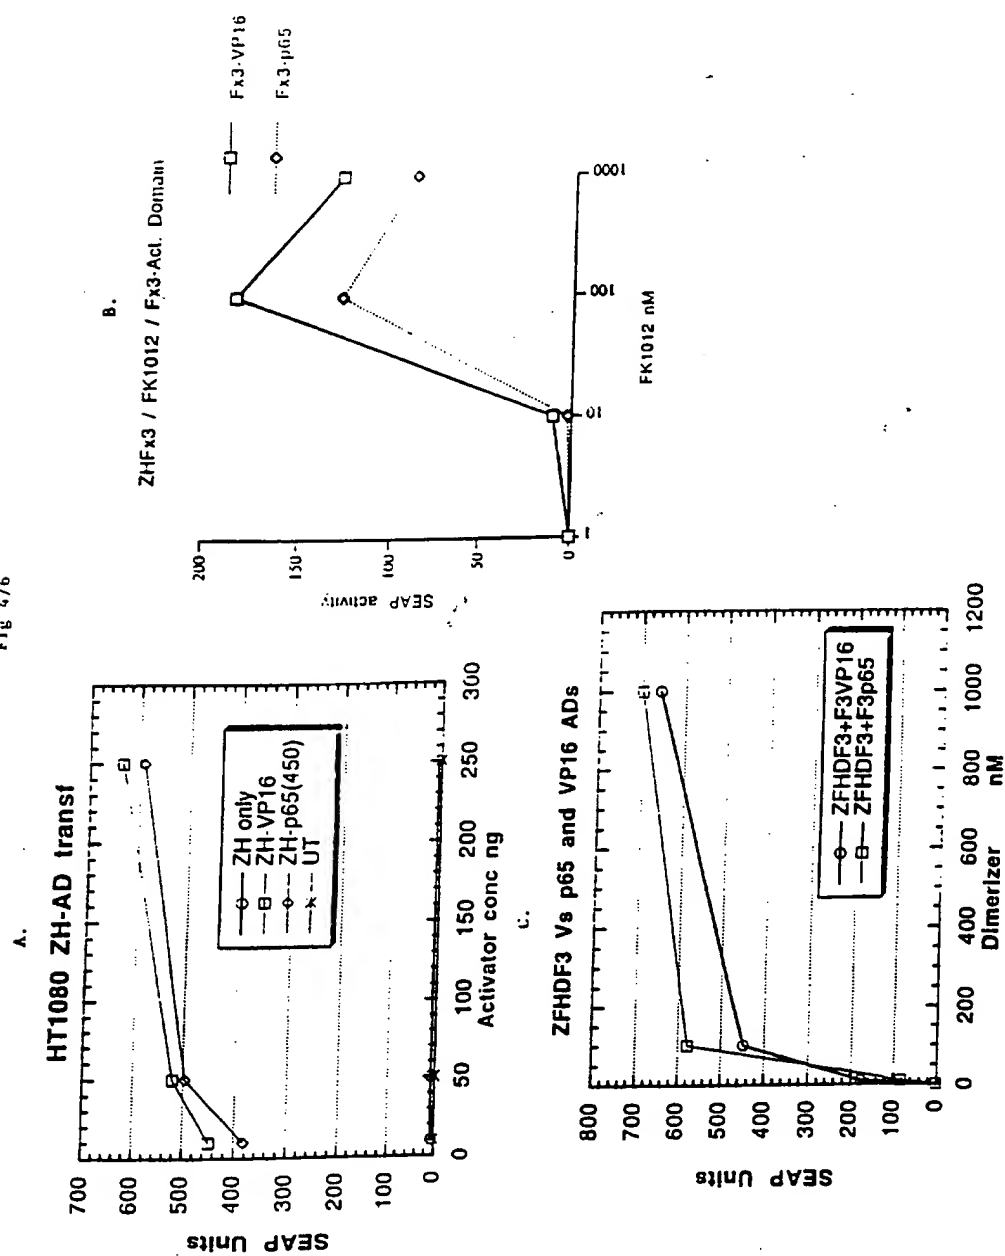 Fig 4/6
A.
HT1080 ZH-AD transf
SEAP Units
700
600
500
400
300
200
100
0
ZH only
ZH-VP16
ZH-p65(450)
UT
0
50
100
150
200
250
300
Activator conc ng
B.
ZHFx3 / FK1012 / Fx3-Act. Domain
Fx3-VP16
Fx3-p65
SEAP activity
200
150
100
50
0
1
10
100
1000
FK1012 nM
C.
ZFHDF3 Vs p65 and VP16 ADs
SEAP Units
800
700
600
500
400
300
200
100
0
ZFHDF3+F3VP16
ZFHDF3+F3p65
0
200
400
600
800
1000
1200
Dimerizer nM